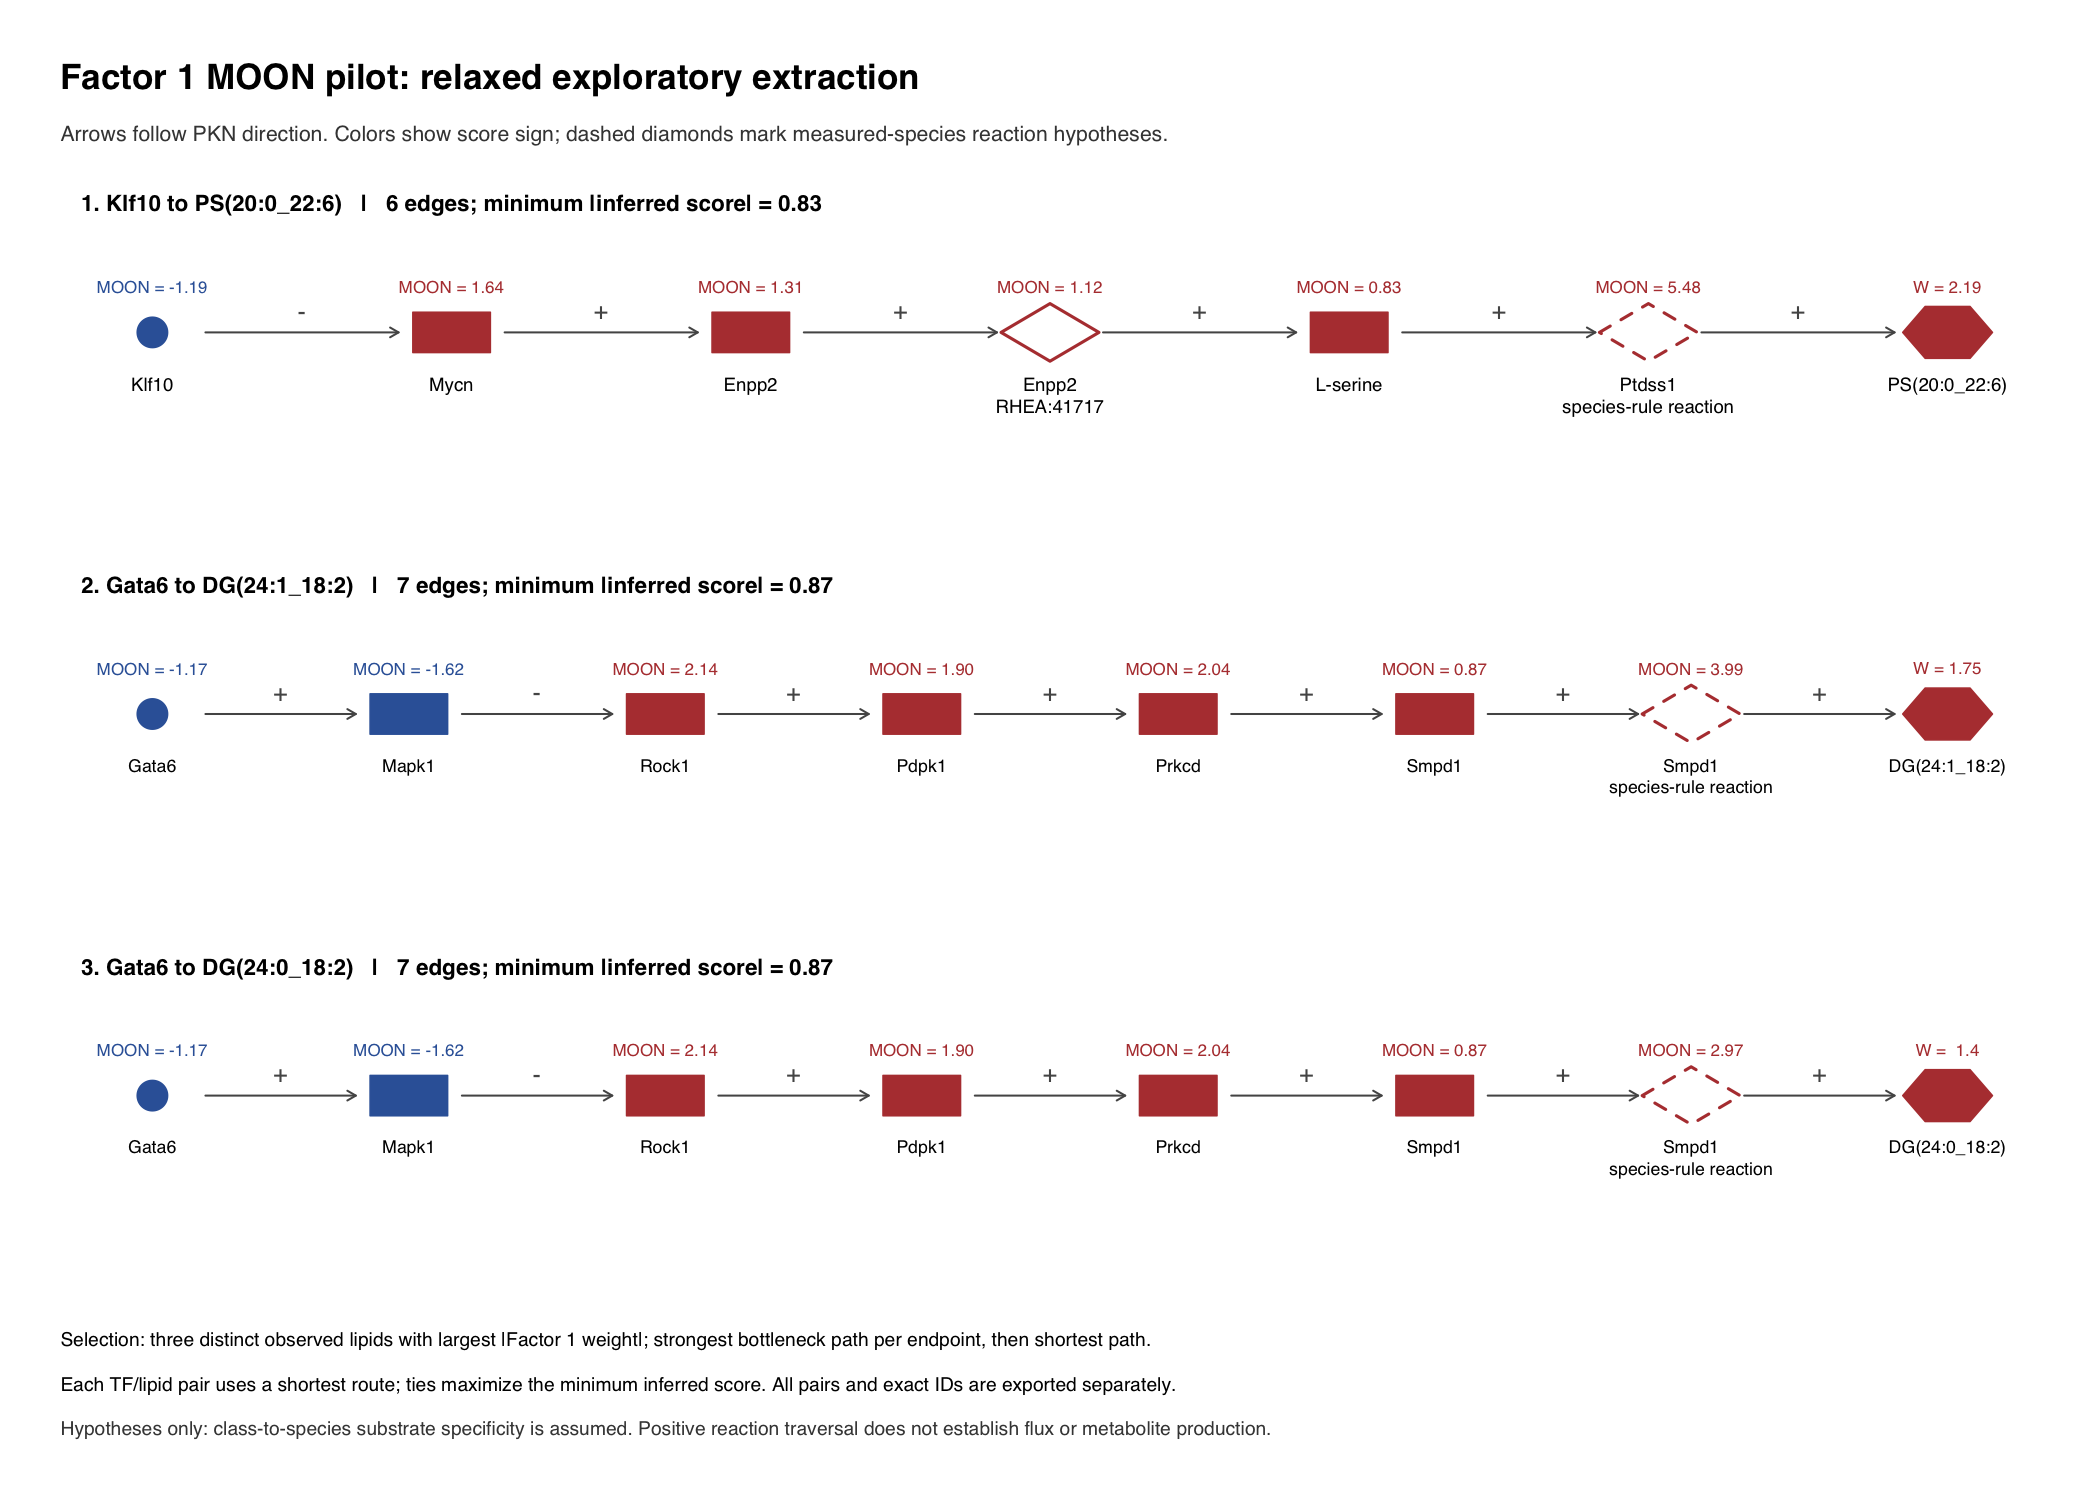 Factor 1 MOON pilot: relaxed exploratory extraction
Arrows follow PKN direction. Colors show score sign; dashed diamonds mark measured-species reaction hypotheses.
1. Klf10 to PS(20:0_22:6) | 6 edges; minimum |inferred score| = 0.83
MOON = -1.19 MOON = 1.64 MOON = 1.31 MOON = 1.12 MOON = 0.83 MOON = 5.48 W = 2.19
- + + + + +
Klf10 Mycn Enpp2 Enpp2 L-serine Ptdss1 PS(20:0_22:6)
RHEA:41717 species-rule reaction
2. Gata6 to DG(24:1_18:2) | 7 edges; minimum |inferred score| = 0.87
MOON = -1.17 MOON = -1.62 MOON = 2.14 MOON = 1.90 MOON = 2.04 MOON = 0.87 MOON = 3.99 W = 1.75
+ - + + + + +
Gata6 Mapk1 Rock1 Pdpk1 Prkcd Smpd1 Smpd1 DG(24:1_18:2)
species-rule reaction
3. Gata6 to DG(24:0_18:2) | 7 edges; minimum |inferred score| = 0.87
MOON = -1.17 MOON = -1.62 MOON = 2.14 MOON = 1.90 MOON = 2.04 MOON = 0.87 MOON = 2.97 W = 1.4
+ - + + + + +
Gata6 Mapk1 Rock1 Pdpk1 Prkcd Smpd1 Smpd1 DG(24:0_18:2)
species-rule reaction
Selection: three distinct observed lipids with largest |Factor 1 weight|; strongest bottleneck path per endpoint, then shortest path.
Each TF/lipid pair uses a shortest route; ties maximize the minimum inferred score. All pairs and exact IDs are exported separately.
Hypotheses only: class-to-species substrate specificity is assumed. Positive reaction traversal does not establish flux or metabolite production.